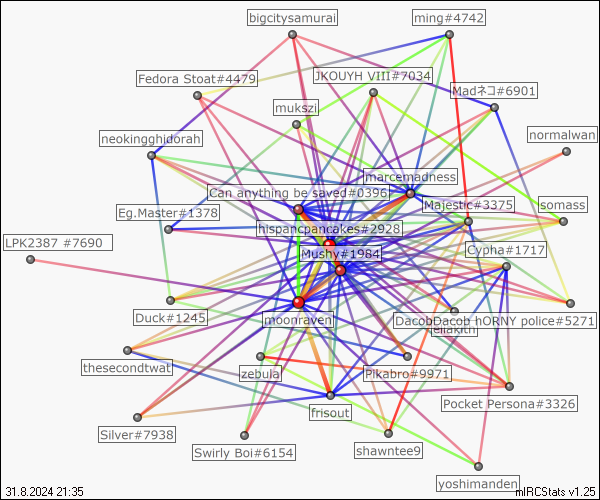 bigcitysamurai
ming#4742
Fedora Stoat#4479
JKOUYH VIII#7034
Madネコ#6901
mukszi
normalwan
neokingghidorah
marcemadness
Can_anything be saved#0396
Majestic#3375
somass
Eg.Master#1378
hispancpancakes#2928
LPK2387 #7690
Mushy#1984
Cypha#1717
Duck#1245
moonraven
DacobDacob hORNY police#5271
thesecondtwat
zebula
Pikabro#9971
frisout
Pocket Persona#3326
Silver#7938
Swirly Boi#6154
shawntee9
yoshimanden
31.8.2024 21:35
mIRCStats v1.25